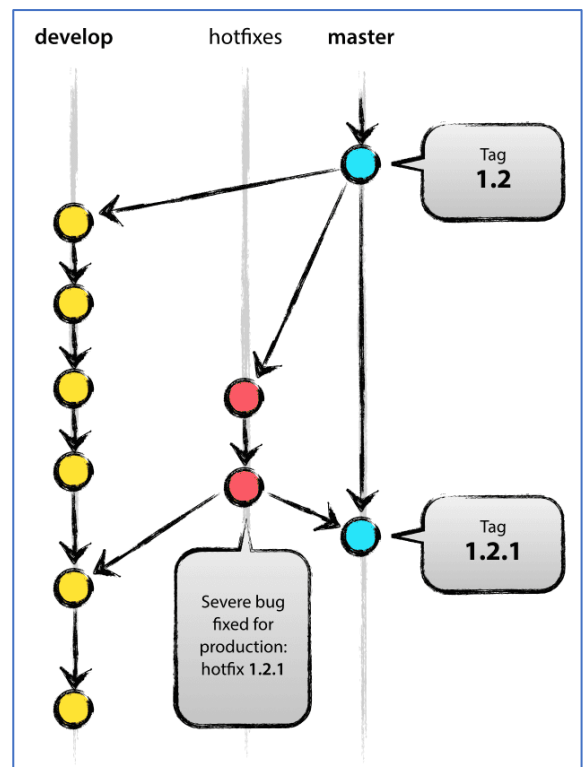 develop
hotfixes
master
Tag
1.2
Tag
1.2.1
Severe bug
fixed for
production:
hotfix 1.2.1